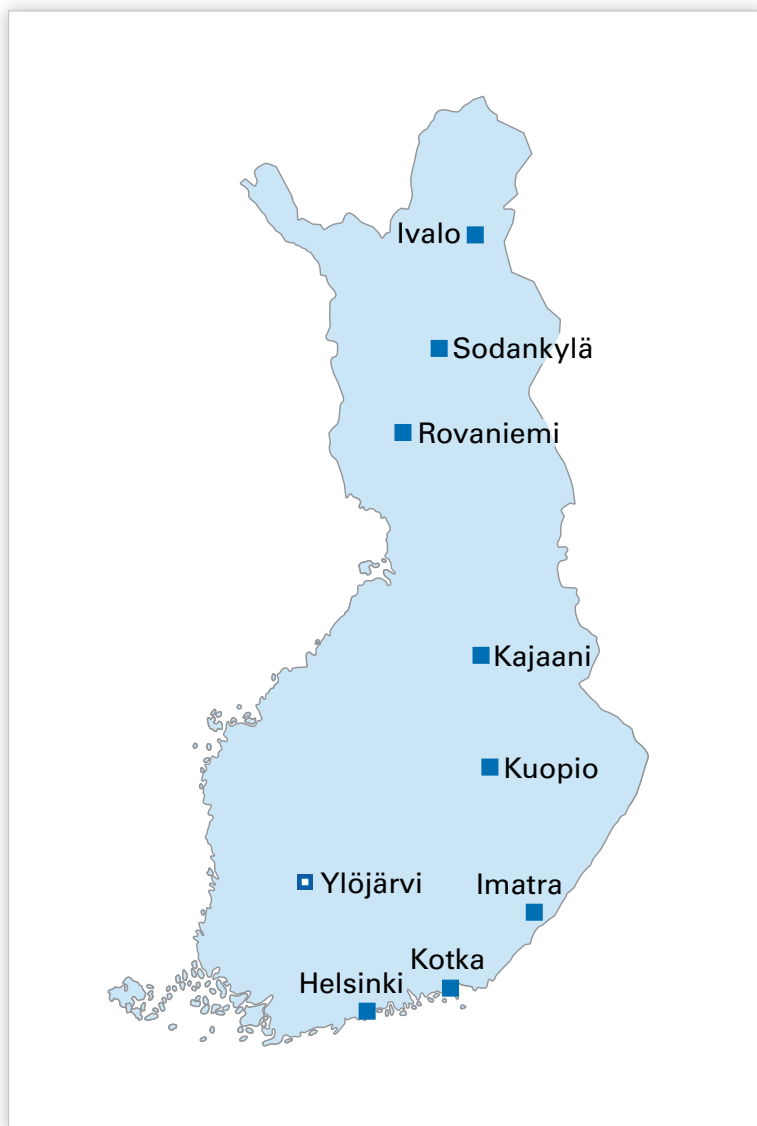 Ivalo
Sodankylä
Rovaniemi
Kajaani
Kuopio
Ylöjärvi
Imatra
Kotka
Helsinki